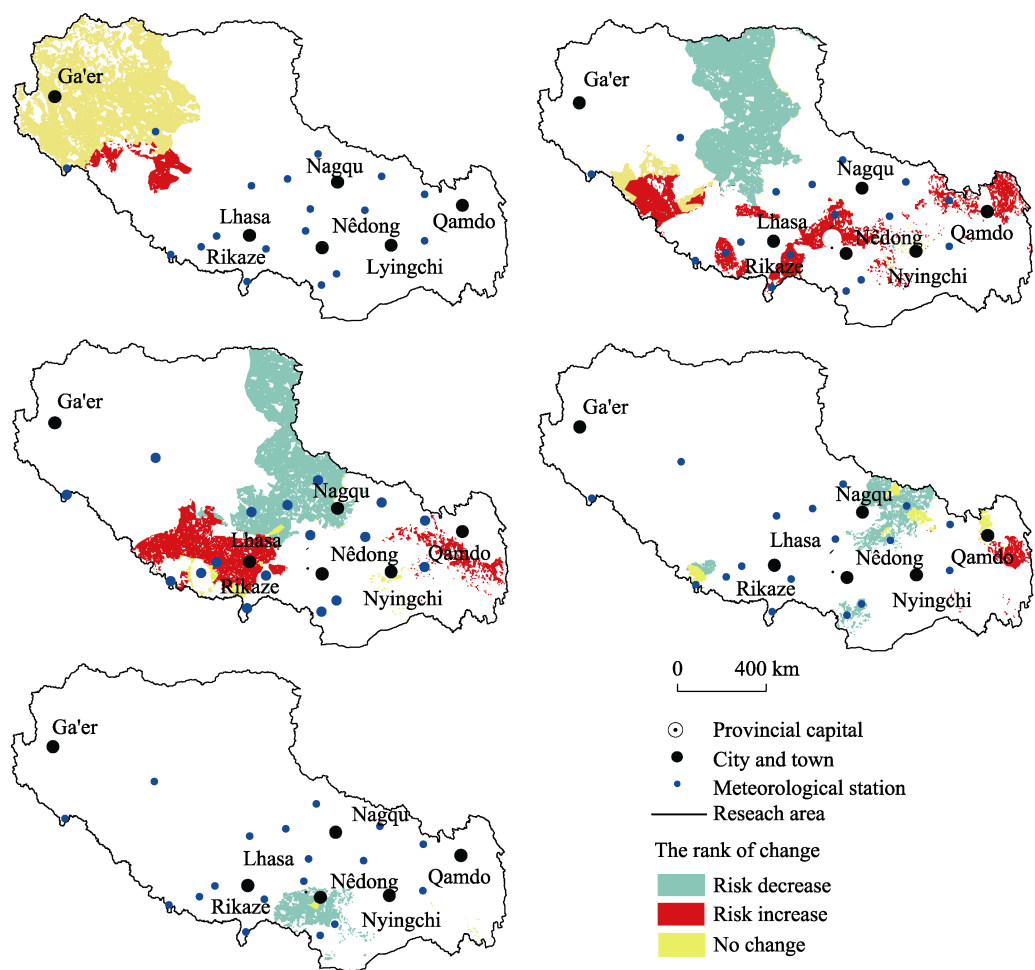 Ga'er
Nagqu
Lhasa
Nêdong
Qamdo
Rikaze
Lyingchi
Ga'er
Nagqu
Lhasa
Nêdong
Qamdo
Rikaze
Nyingchi
Ga'er
Nagqu
Lhasa
Nêdong
Qamdo
Rikaze
Nyingchi
Ga'er
Nagqu
Lhasa
Nêdong
Qamdo
Rikaze
Nyingchi
Ga'er
Nagqu
Lhasa
Nêdong
Qamdo
Rikaze
Nyingchi
0 400 km
Provincial capital
City and town
Meteorological station
Reseach area
The rank of change
Risk decrease
Risk increase
No change